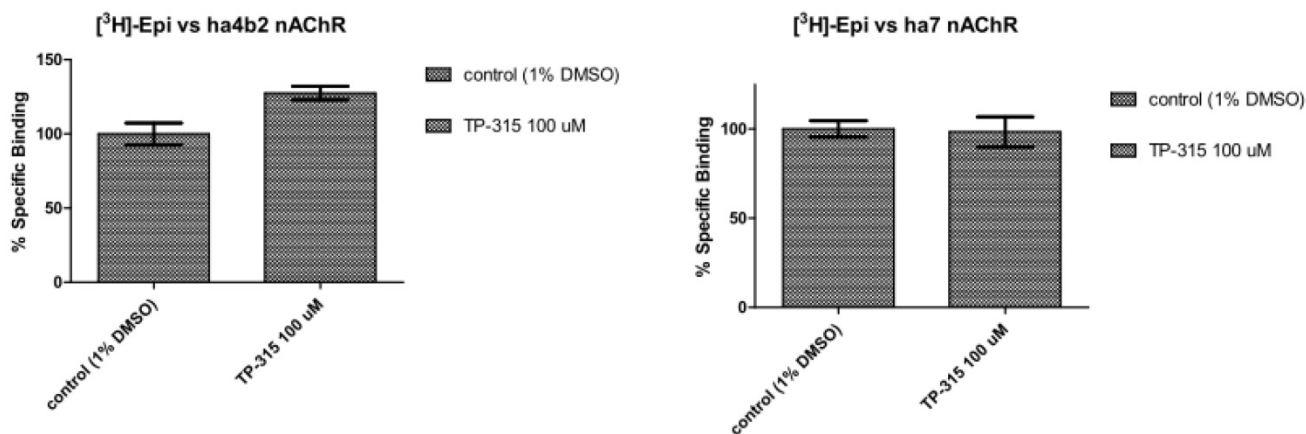 [³H]-Epi vs ha4b2 nAChR
% Specific Binding
150
100
50
0
control (1% DMSO)
TP-315 100 uM
control (1% DMSO)
TP-315 100 uM
[³H]-Epi vs ha7 nAChR
% Specific Binding
100
50
0
control (1% DMSO)
TP-315 100 uM
control (1% DMSO)
TP-315 100 uM